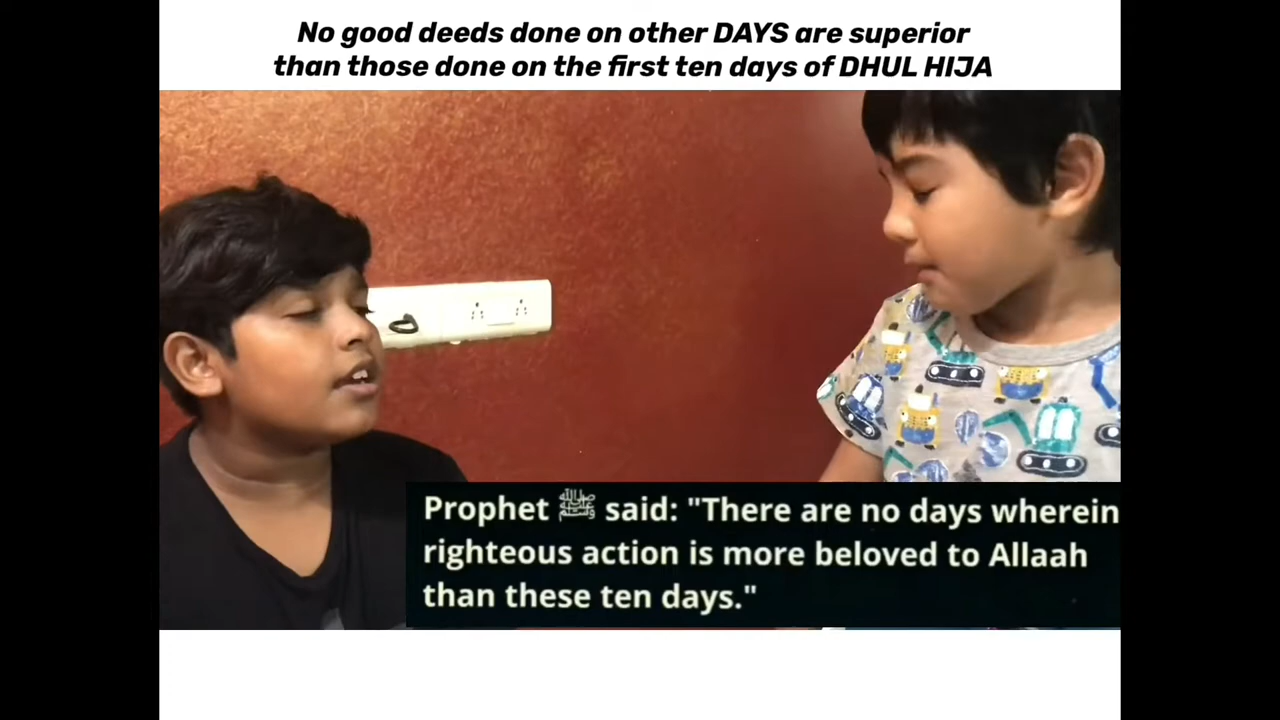 No good deeds done on other DAYS are superior
than those done on the first ten days of DHUL HIJA
Prophet ﷺ said: "There are no days wherein
righteous action is more beloved to Allaah
than these ten days."